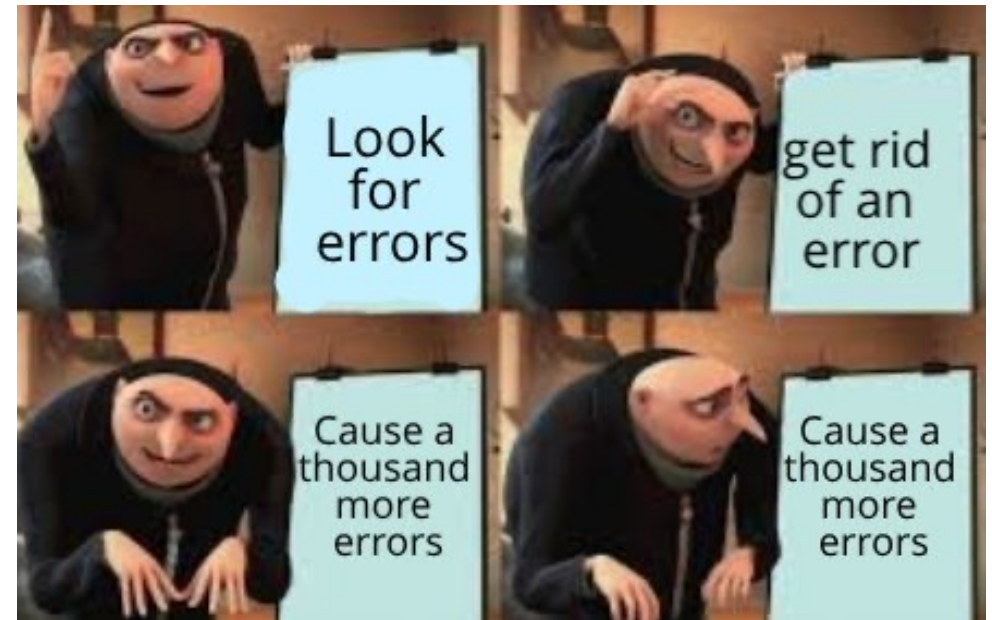 Look
for
errors
get rid
of an
error
Cause a
thousand
more
errors
Cause a
thousand
more
errors